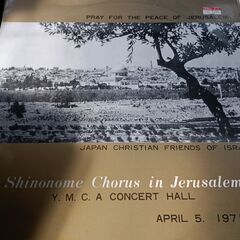 PRAY FOR THE PEACE OF JERUSALEM
JAPAN CHRISTIAN FRIENDS OF ISRA
Shinonome Chorus in Jerusalem
Y. M. C. A CONCERT HALL
APRIL 5. 197